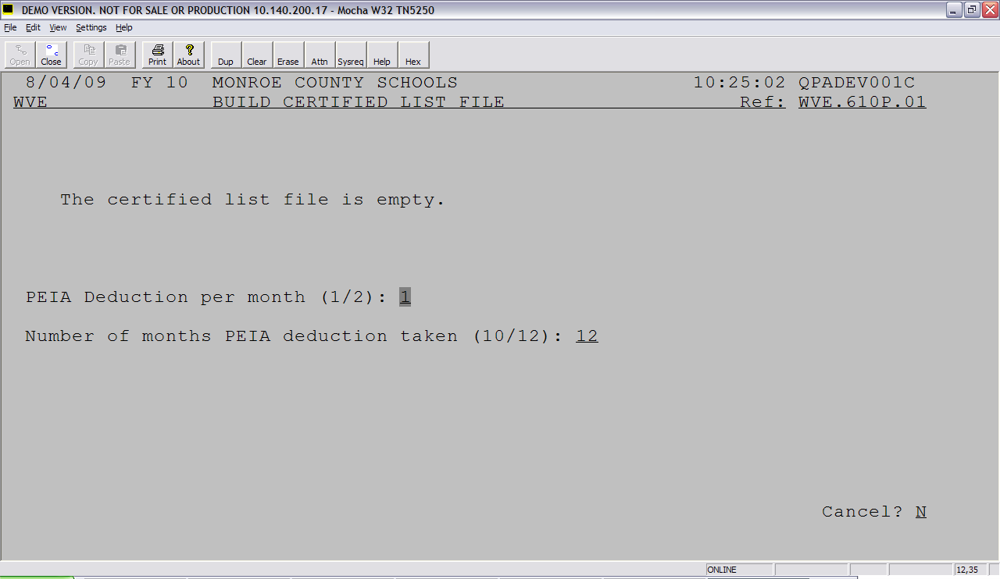 DEMO VERSION. NOT FOR SALE OR PRODUCTION 10.140.200.17 - Mocha W32 TN5250
File Edit View Settings Help
Open Close Copy Paste Print About Dup Clear Erase Attn Sysreq Help Hex
8/04/09 FY 10 MONROE COUNTY SCHOOLS 10:25:02 QPADEV001C
WVE BUILD CERTIFIED LIST FILE Ref: WVE.610P.01
The certified list file is empty.
PEIA Deduction per month (1/2): 1
Number of months PEIA deduction taken (10/12): 12
Cancel? N
ONLINE 12,35